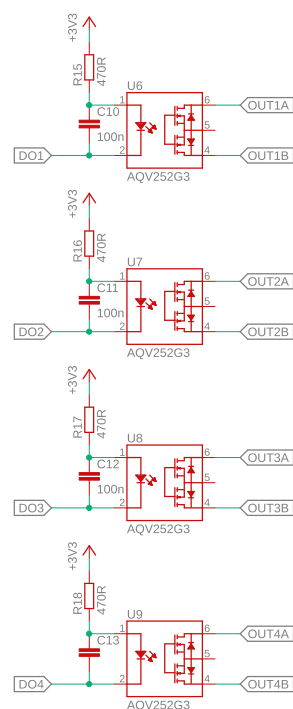 +3V3
R15
470R
U6
C10
1
6
OUT1A
100n
5
DO1
2
4
OUT1B
AQV252G3
+3V3
R16
470R
U7
C11
1
6
OUT2A
100n
5
DO2
2
4
OUT2B
AQV252G3
+3V3
R17
470R
U8
C12
1
6
OUT3A
100n
5
DO3
2
4
OUT3B
AQV252G3
+3V3
R18
470R
U9
C13
1
6
OUT4A
100n
5
DO4
2
4
OUT4B
AQV252G3